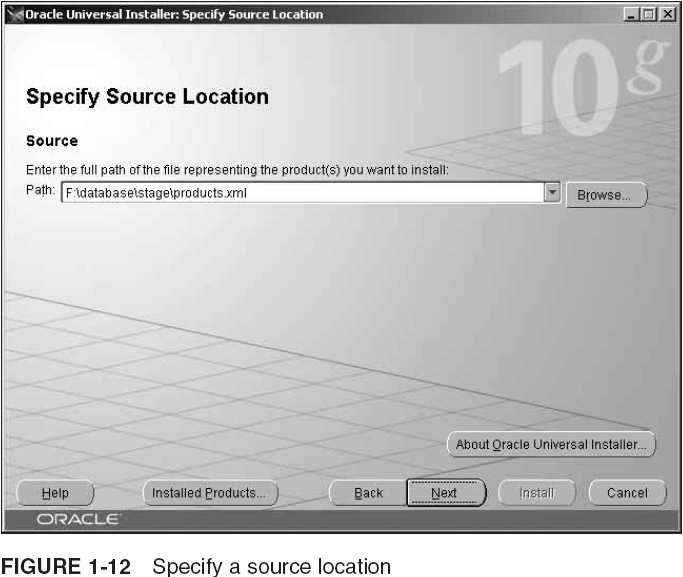 Oracle Universal Installer: Specify Source Location
10g
Specify Source Location
Source
Enter the full path of the file representing the product(s) you want to install:
Path: F:\database\stage\products.xml Browse...
About Oracle Universal Installer...
Help Installed Products... Back Next Install Cancel
ORACLE
FIGURE 1-12 Specify a source location